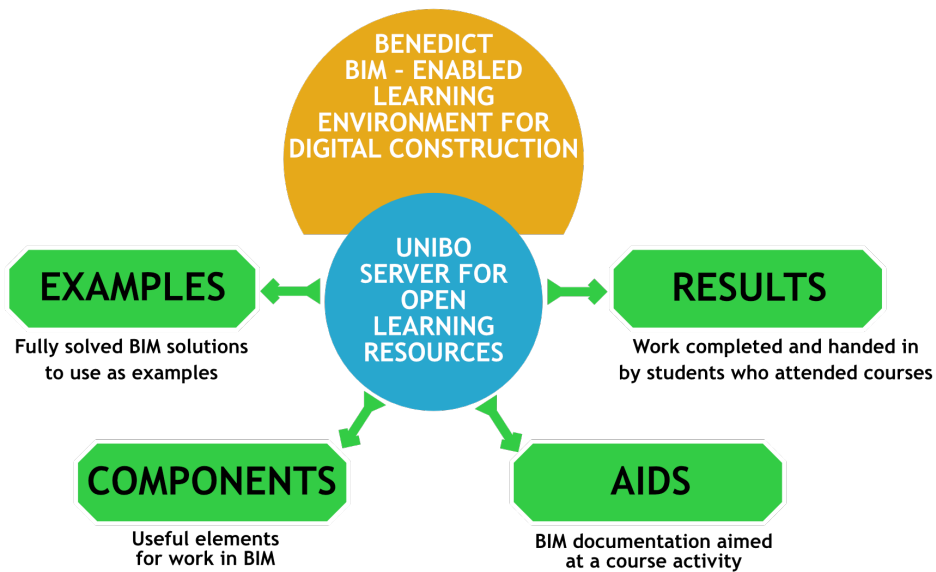 BENEDICT
BIM – ENABLED
LEARNING
ENVIRONMENT FOR
DIGITAL CONSTRUCTION
UNIBO
SERVER FOR
OPEN
LEARNING
RESOURCES
EXAMPLES
Fully solved BIM solutions
to use as examples
RESULTS
Work completed and handed in
by students who attended courses
COMPONENTS
Useful elements
for work in BIM
AIDS
BIM documentation aimed
at a course activity